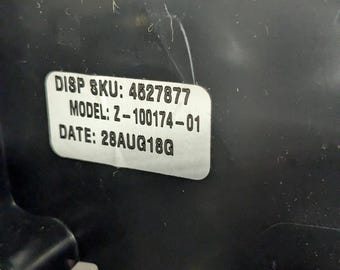 DISP SKU: 4527877
MODEL: Z-100174-01
DATE: 28AUG18G